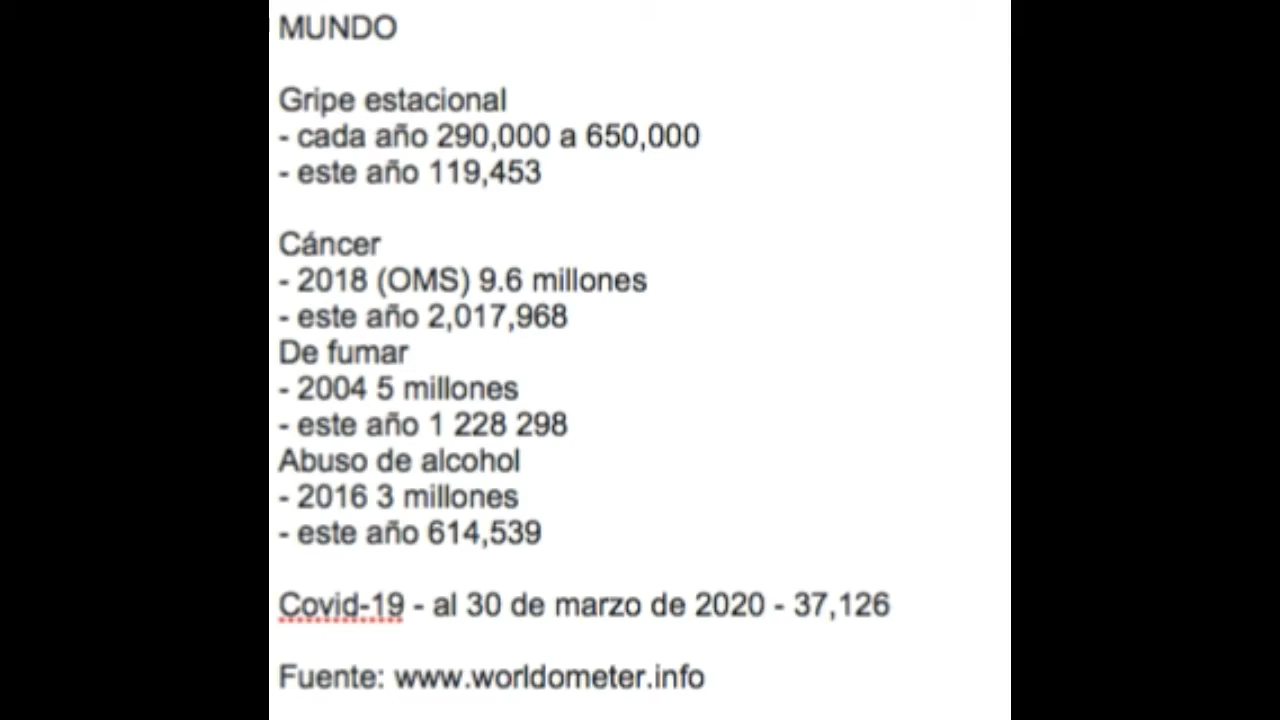 MUNDO
Gripe estacional
- cada año 290,000 a 650,000
- este año 119,453
Cáncer
- 2018 (OMS) 9.6 millones
- este año 2,017,968
De fumar
- 2004 5 millones
- este año 1 228 298
Abuso de alcohol
- 2016 3 millones
- este año 614,539
Covid-19 - al 30 de marzo de 2020 - 37,126
Fuente: www.worldometer.info